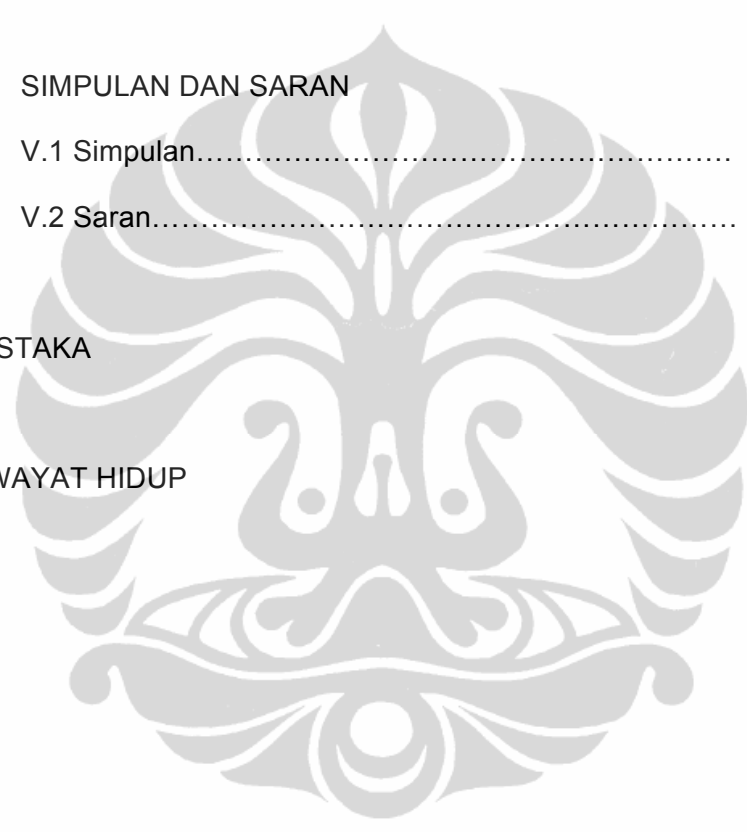 SIMPULAN DAN SARAN
V.1 Simpulan……………………………………………….
V.2 Saran……………………………………………………
STAKA
WAYAT HIDUP